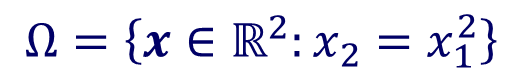 Ω = {𝒙 ∈ ℝ²: 𝑥₂ = 𝑥₁²}